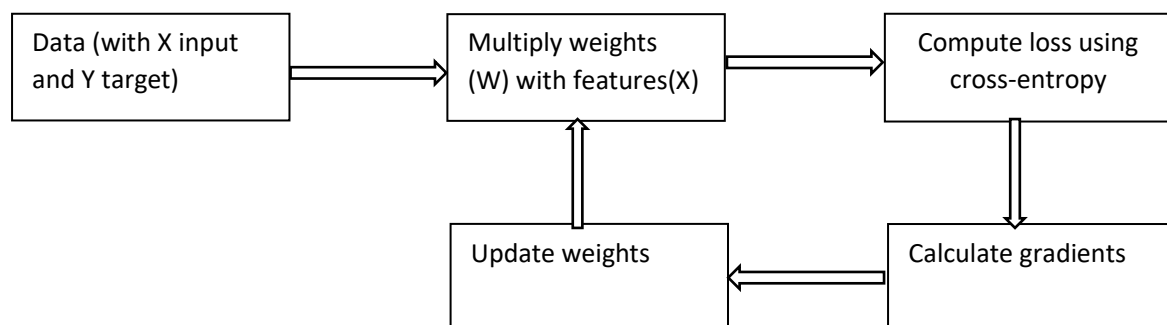 Data (with X input
and Y target)
Multiply weights
(W) with features(X)
Compute loss using
cross-entropy
Calculate gradients
Update weights